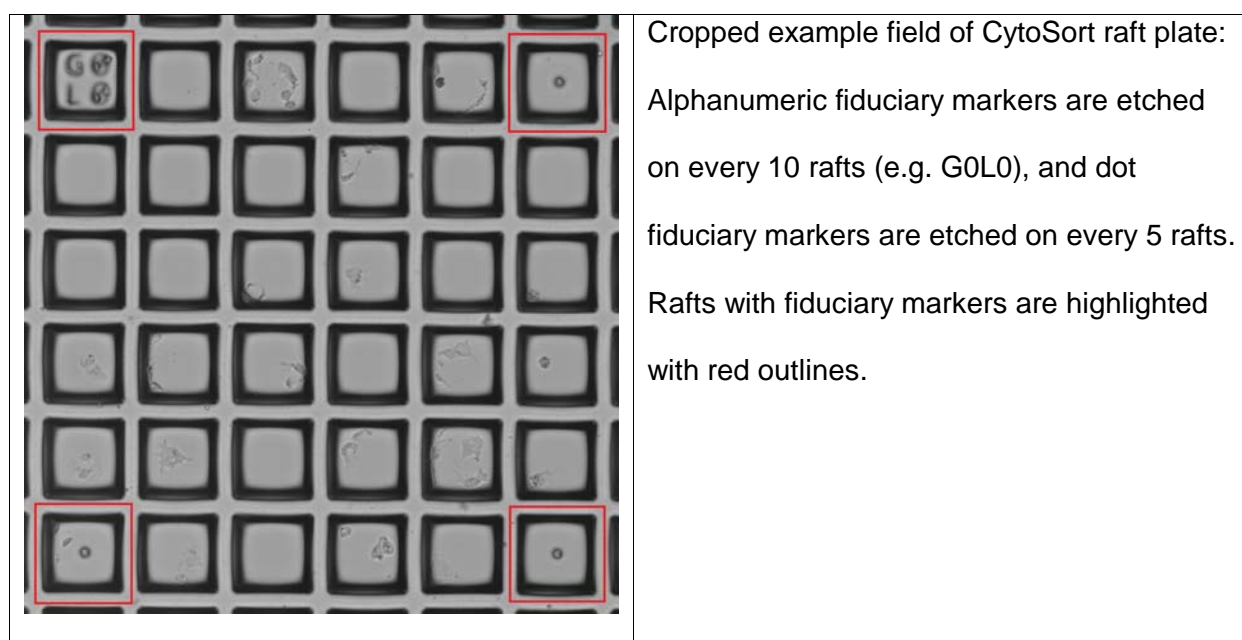 G0
L0
Cropped example field of CytoSort raft plate:
Alphanumeric fiduciary markers are etched
on every 10 rafts (e.g. G0L0), and dot
fiduciary markers are etched on every 5 rafts.
Rafts with fiduciary markers are highlighted
with red outlines.